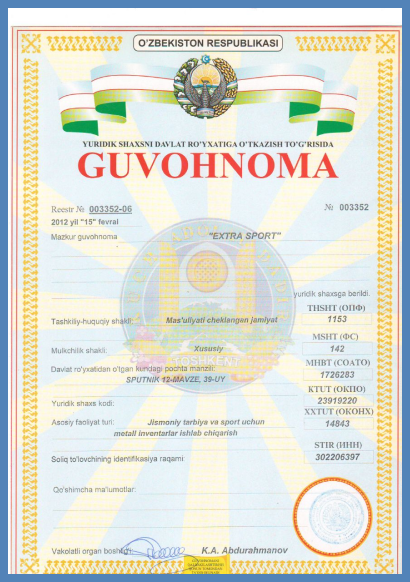 O'ZBEKISTON RESPUBLIKASI
YURIDIK SHAXSNI DAVLAT RO'YXATIGA O'TKAZISH TO'G'RISIDA
GUVOHNOMA
Reestr № 003352-06
№ 003352
2012 yil "15" fevral
Mazkur guvohnoma "EXTRA SPORT"
yuridik shaxsga berildi.
THSHT (ОПФ)
Tashkiliy-huquqiy shakli: Mas'uliyati cheklangan jamiyat 1153
MSHT (ФС)
Mulkchilik shakli: Xususiy 142
TOSHKENT
MHBT (СОАТО)
Davlat ro'yxatidan o'tgan kundagi pochta manzili: 1726283
SPUTNIK 12-MAVZE, 39-UY
KTUT (ОКПО)
Yuridik shaxs kodi: 23919220
XXTUT (ОКОНХ)
Asosiy faoliyat turi: Jismoniy tarbiya va sport uchun 14843
metall inventarlar ishlab chiqarish
STIR (ИНН)
Soliq to'lovchining identifikasiya raqami: 302206397
Qo'shimcha ma'lumotlar:
Vakolatli organ boshlig'i K.A. Abdurahmanov